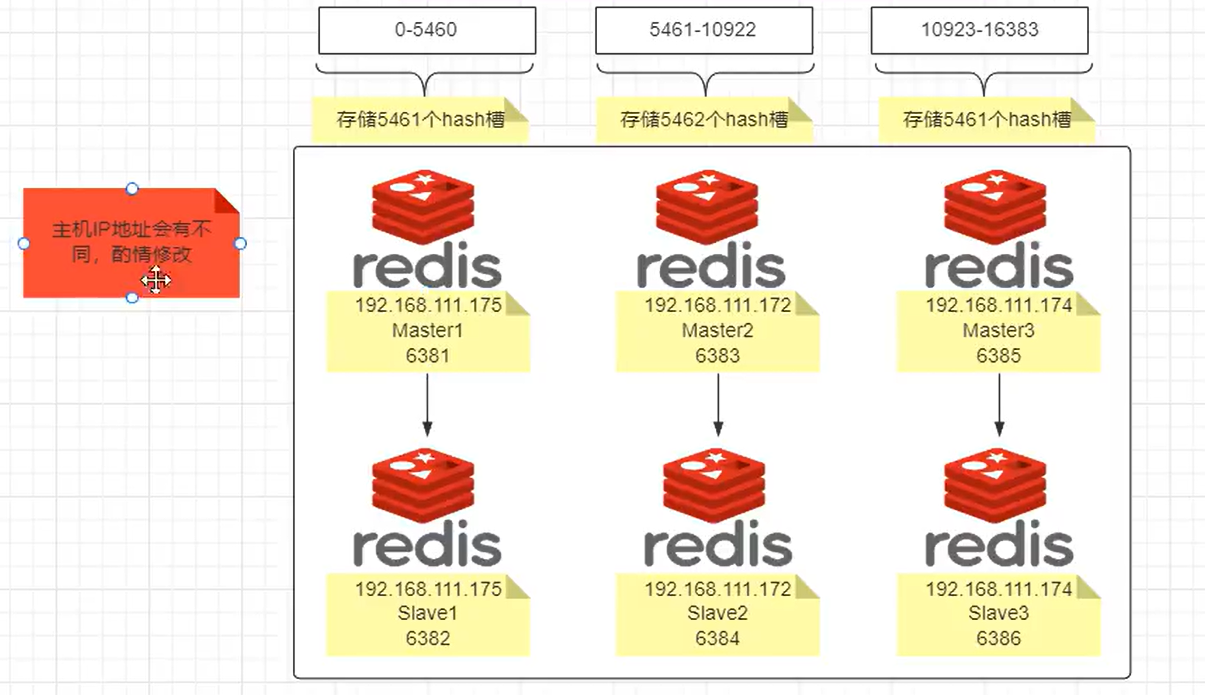 0-5460
5461-10922
10923-16383
存储5461个hash槽
存储5462个hash槽
存储5461个hash槽
主机IP地址会有不
同，酌情修改
redis
redis
redis
192.168.111.175
Master1
6381
192.168.111.172
Master2
6383
192.168.111.174
Master3
6385
redis
redis
redis
192.168.111.175
Slave1
6382
192.168.111.172
Slave2
6384
192.168.111.174
Slave3
6386